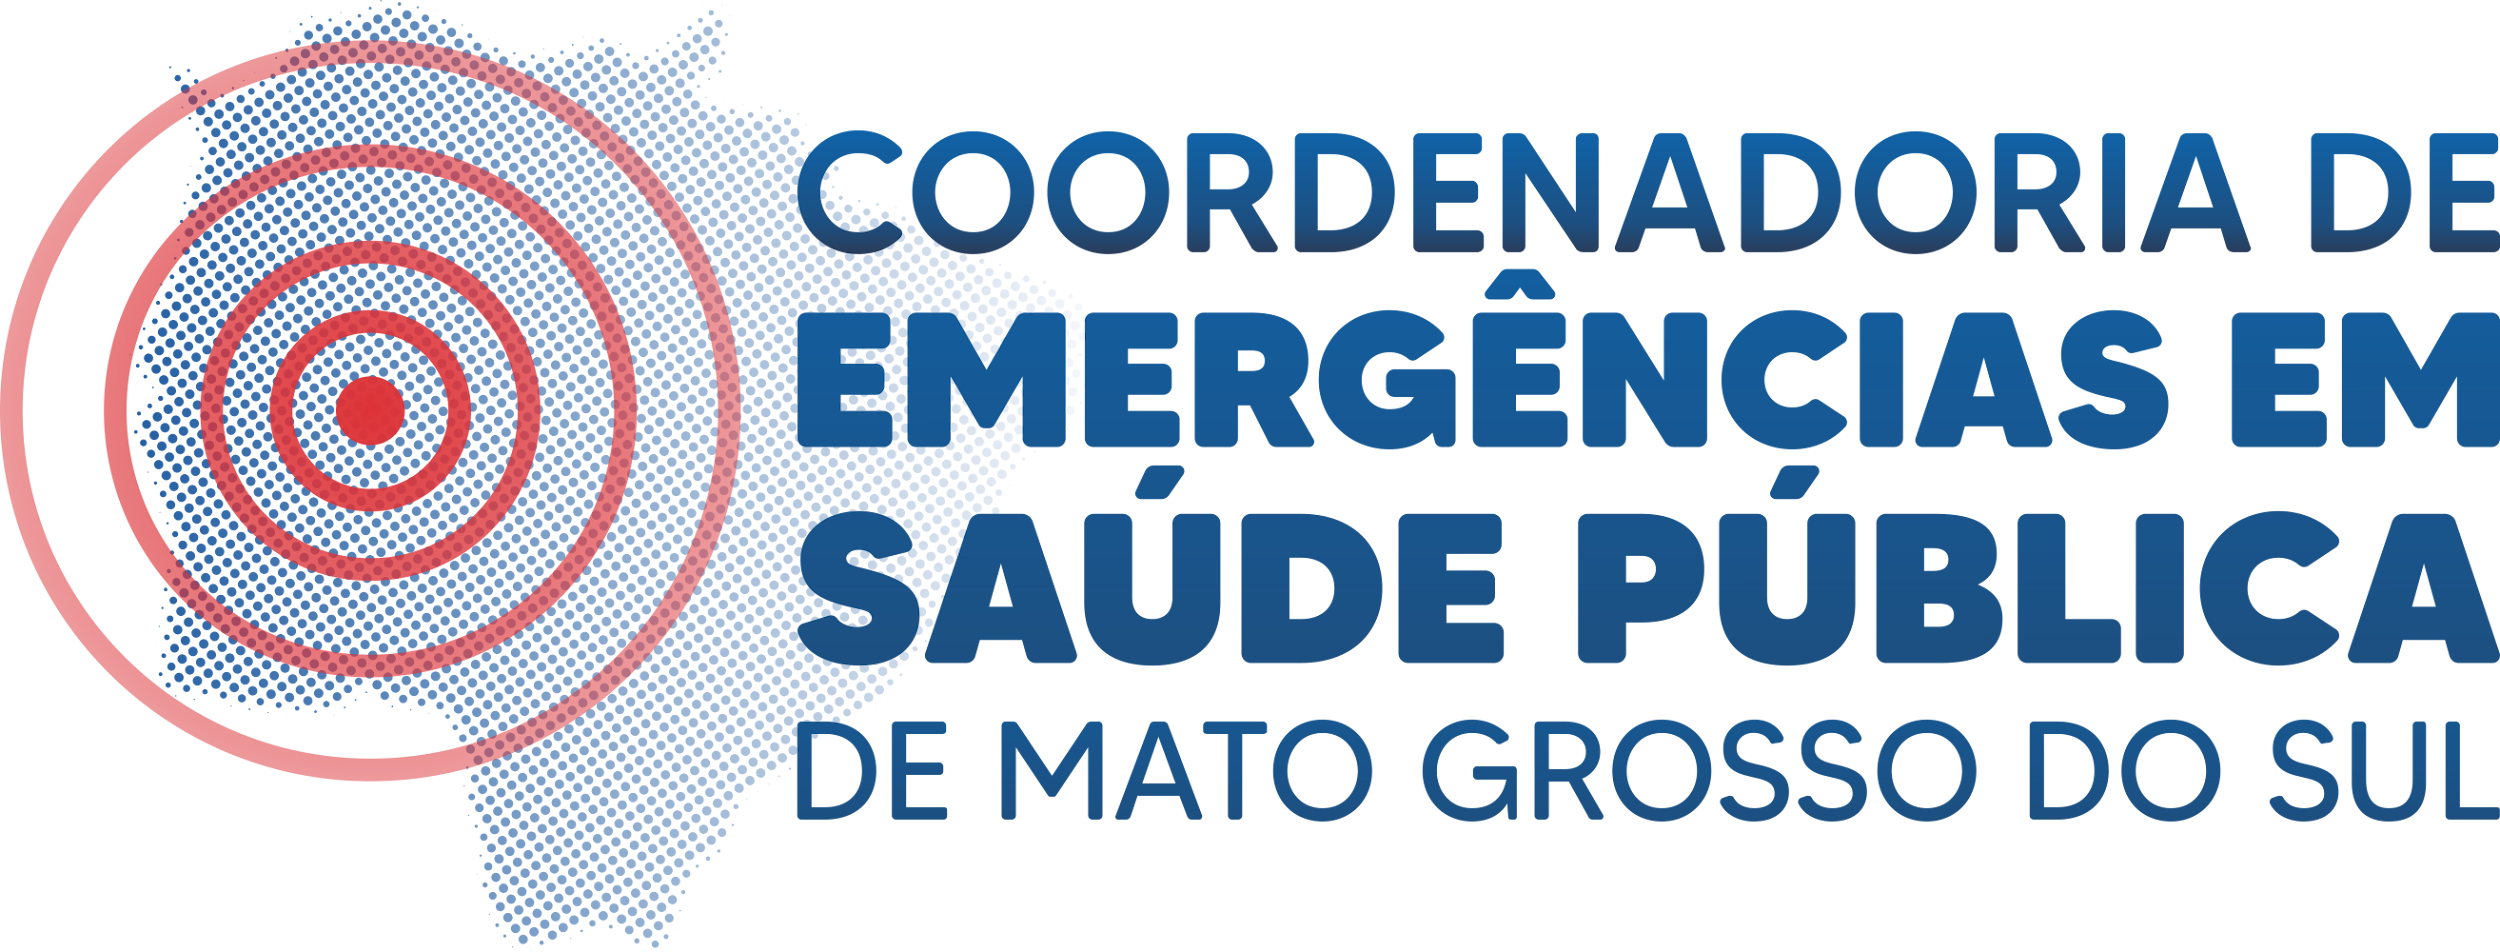 COORDENADORIA DE
EMERGÊNCIAS EM
SAÚDE PÚBLICA
DE MATO GROSSO DO SUL